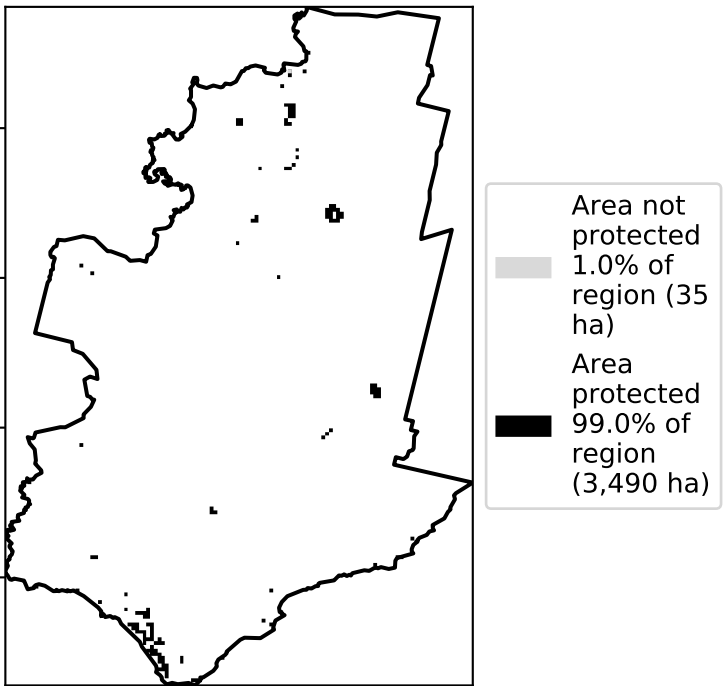 Area not
protected
1.0% of
region (35
ha)
Area
protected
99.0% of
region
(3,490 ha)